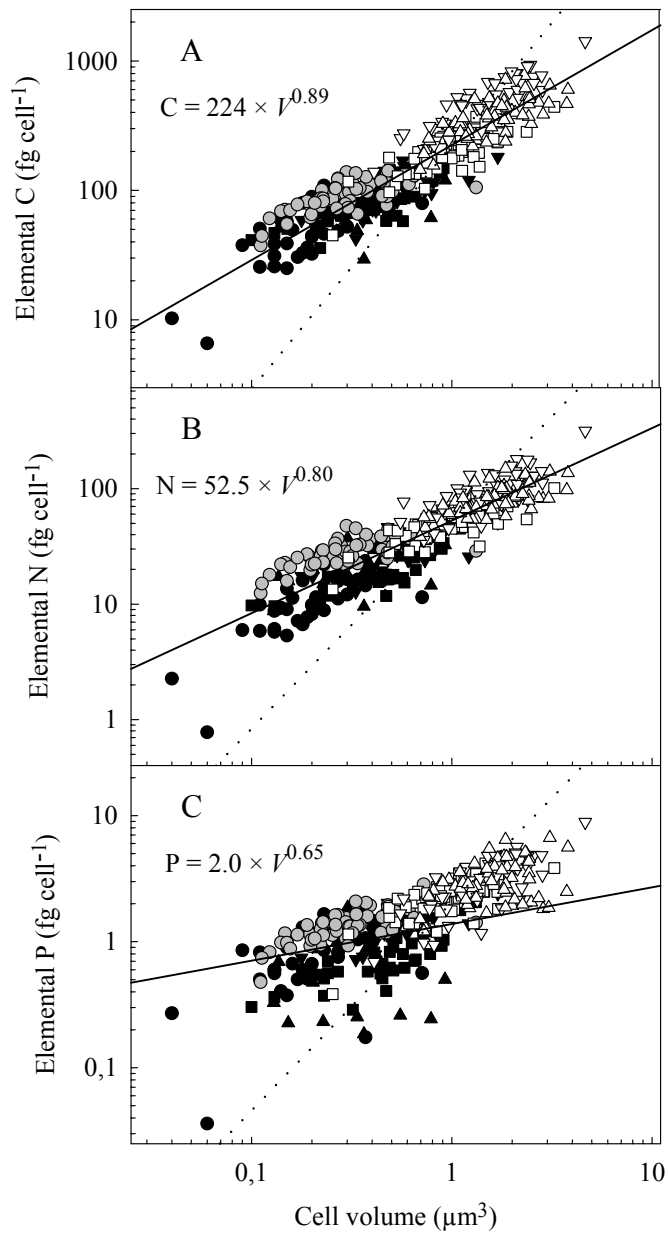 A
C = 224 × V^0.89
Elemental C (fg cell⁻¹)
1000
100
10
B
N = 52.5 × V^0.80
Elemental N (fg cell⁻¹)
100
10
1
C
P = 2.0 × V^0.65
Elemental P (fg cell⁻¹)
10
1
0,1
0,1 1 10
Cell volume (µm³)